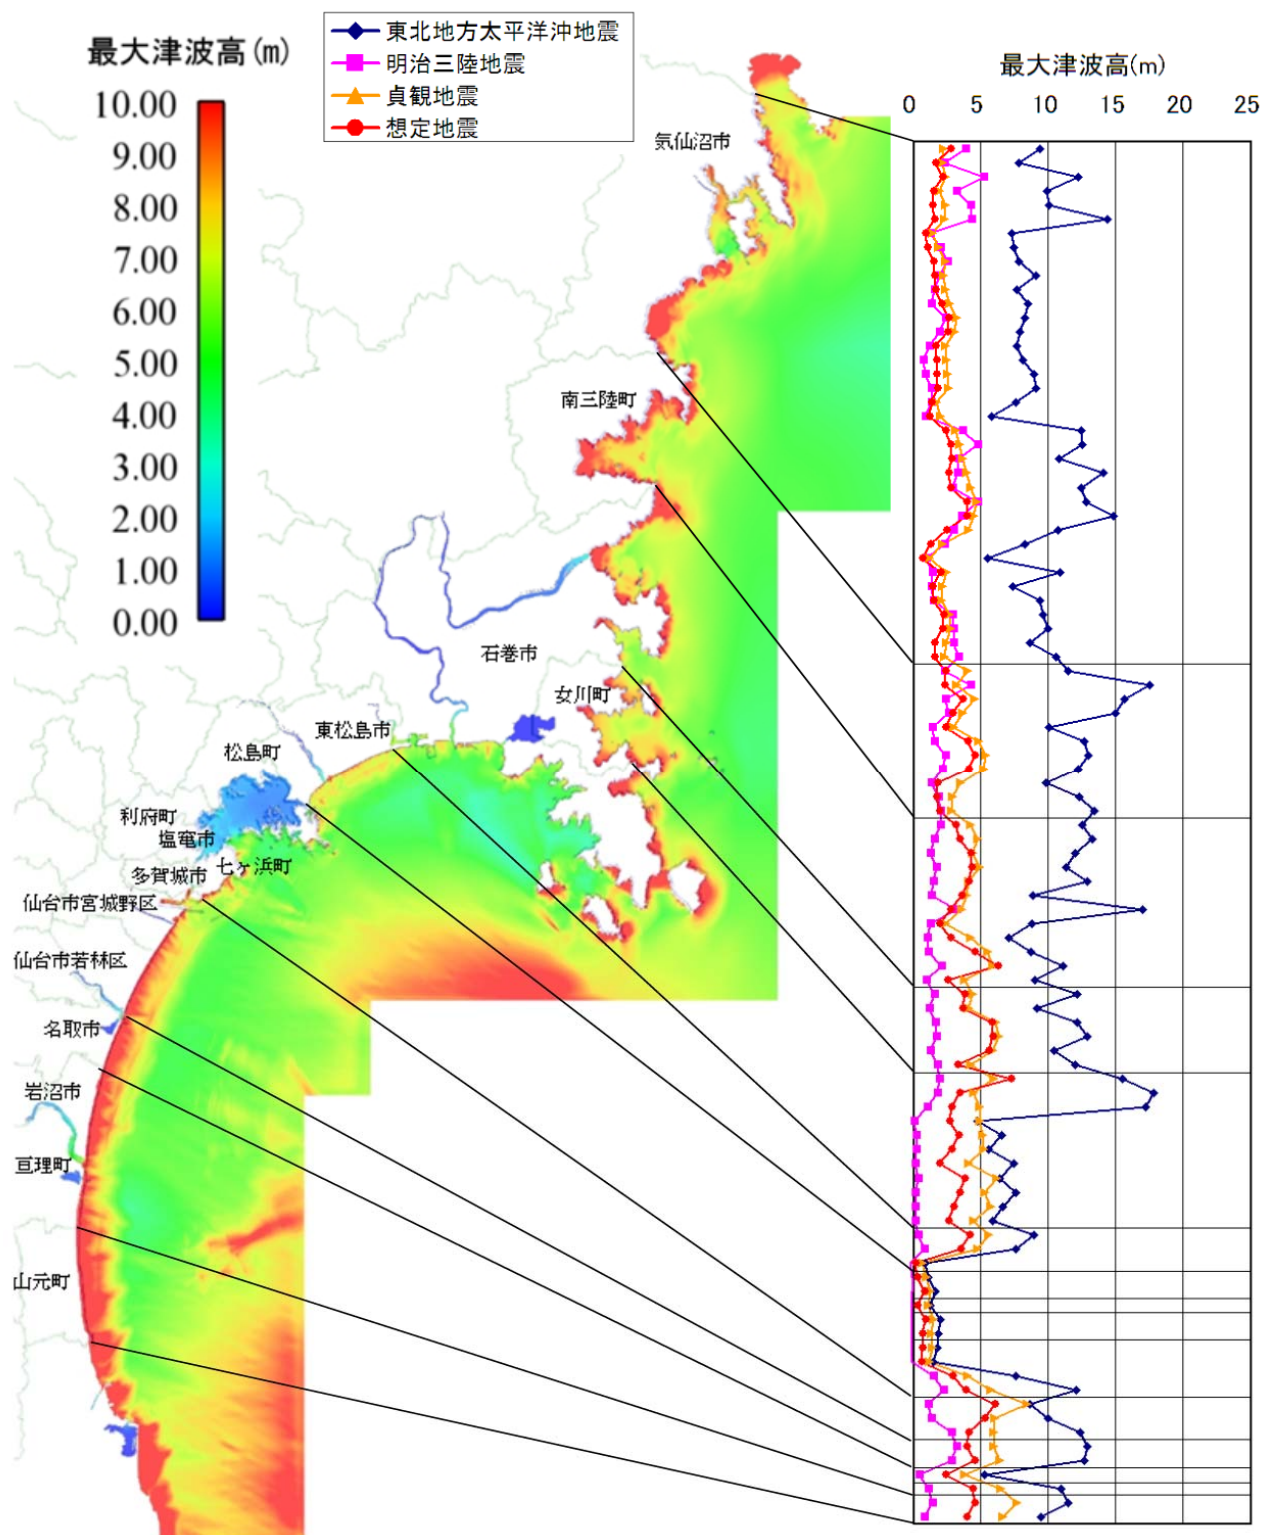 最大津波高(m)
10.00
9.00
8.00
7.00
6.00
5.00
4.00
3.00
2.00
1.00
0.00
東北地方太平洋沖地震
明治三陸地震
貞観地震
想定地震
最大津波高(m)
0 5 10 15 20 25
気仙沼市
南三陸町
石巻市
女川町
東松島市
松島町
利府町
塩竈市
七ヶ浜町
多賀城市
仙台市宮城野区
仙台市若林区
名取市
岩沼市
亘理町
山元町